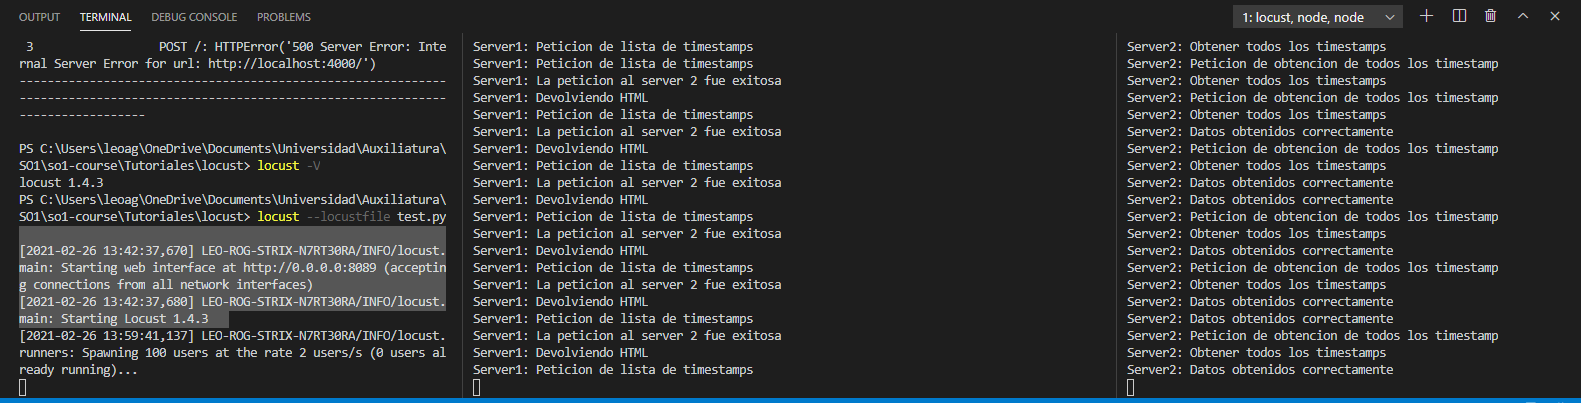 OUTPUT TERMINAL DEBUG CONSOLE PROBLEMS 1: locust, node, node
3 POST /: HTTPError('500 Server Error: Inte
rnal Server Error for url: http://localhost:4000/')
--------------------------------------------------------
--------------------------------------------------------
-----------------
PS C:\Users\leoag\OneDrive\Documents\Universidad\Auxiliatura\
SO1\so1-course\Tutoriales\locust> locust -V
locust 1.4.3
PS C:\Users\leoag\OneDrive\Documents\Universidad\Auxiliatura\
SO1\so1-course\Tutoriales\locust> locust --locustfile test.py
[2021-02-26 13:42:37,670] LEO-ROG-STRIX-N7RT30RA/INFO/locust.
main: Starting web interface at http://0.0.0.0:8089 (acceptin
g connections from all network interfaces)
[2021-02-26 13:42:37,680] LEO-ROG-STRIX-N7RT30RA/INFO/locust.
main: Starting Locust 1.4.3
[2021-02-26 13:59:41,137] LEO-ROG-STRIX-N7RT30RA/INFO/locust.
runners: Spawning 100 users at the rate 2 users/s (0 users al
ready running)...
Server1: Peticion de lista de timestamps
Server1: Peticion de lista de timestamps
Server1: La peticion al server 2 fue exitosa
Server1: Devolviendo HTML
Server1: Peticion de lista de timestamps
Server1: La peticion al server 2 fue exitosa
Server1: Devolviendo HTML
Server1: Peticion de lista de timestamps
Server1: La peticion al server 2 fue exitosa
Server1: Devolviendo HTML
Server1: Peticion de lista de timestamps
Server1: La peticion al server 2 fue exitosa
Server1: Devolviendo HTML
Server1: Peticion de lista de timestamps
Server1: La peticion al server 2 fue exitosa
Server1: Devolviendo HTML
Server1: Peticion de lista de timestamps
Server1: La peticion al server 2 fue exitosa
Server1: Devolviendo HTML
Server1: Peticion de lista de timestamps
Server2: Obtener todos los timestamps
Server2: Peticion de obtencion de todos los timestamp
Server2: Obtener todos los timestamps
Server2: Peticion de obtencion de todos los timestamp
Server2: Obtener todos los timestamps
Server2: Datos obtenidos correctamente
Server2: Peticion de obtencion de todos los timestamp
Server2: Obtener todos los timestamps
Server2: Datos obtenidos correctamente
Server2: Obtener todos los timestamps
Server2: Peticion de obtencion de todos los timestamp
Server2: Obtener todos los timestamps
Server2: Datos obtenidos correctamente
Server2: Peticion de obtencion de todos los timestamp
Server2: Obtener todos los timestamps
Server2: Datos obtenidos correctamente
Server2: Datos obtenidos correctamente
Server2: Peticion de obtencion de todos los timestamp
Server2: Obtener todos los timestamps
Server2: Datos obtenidos correctamente